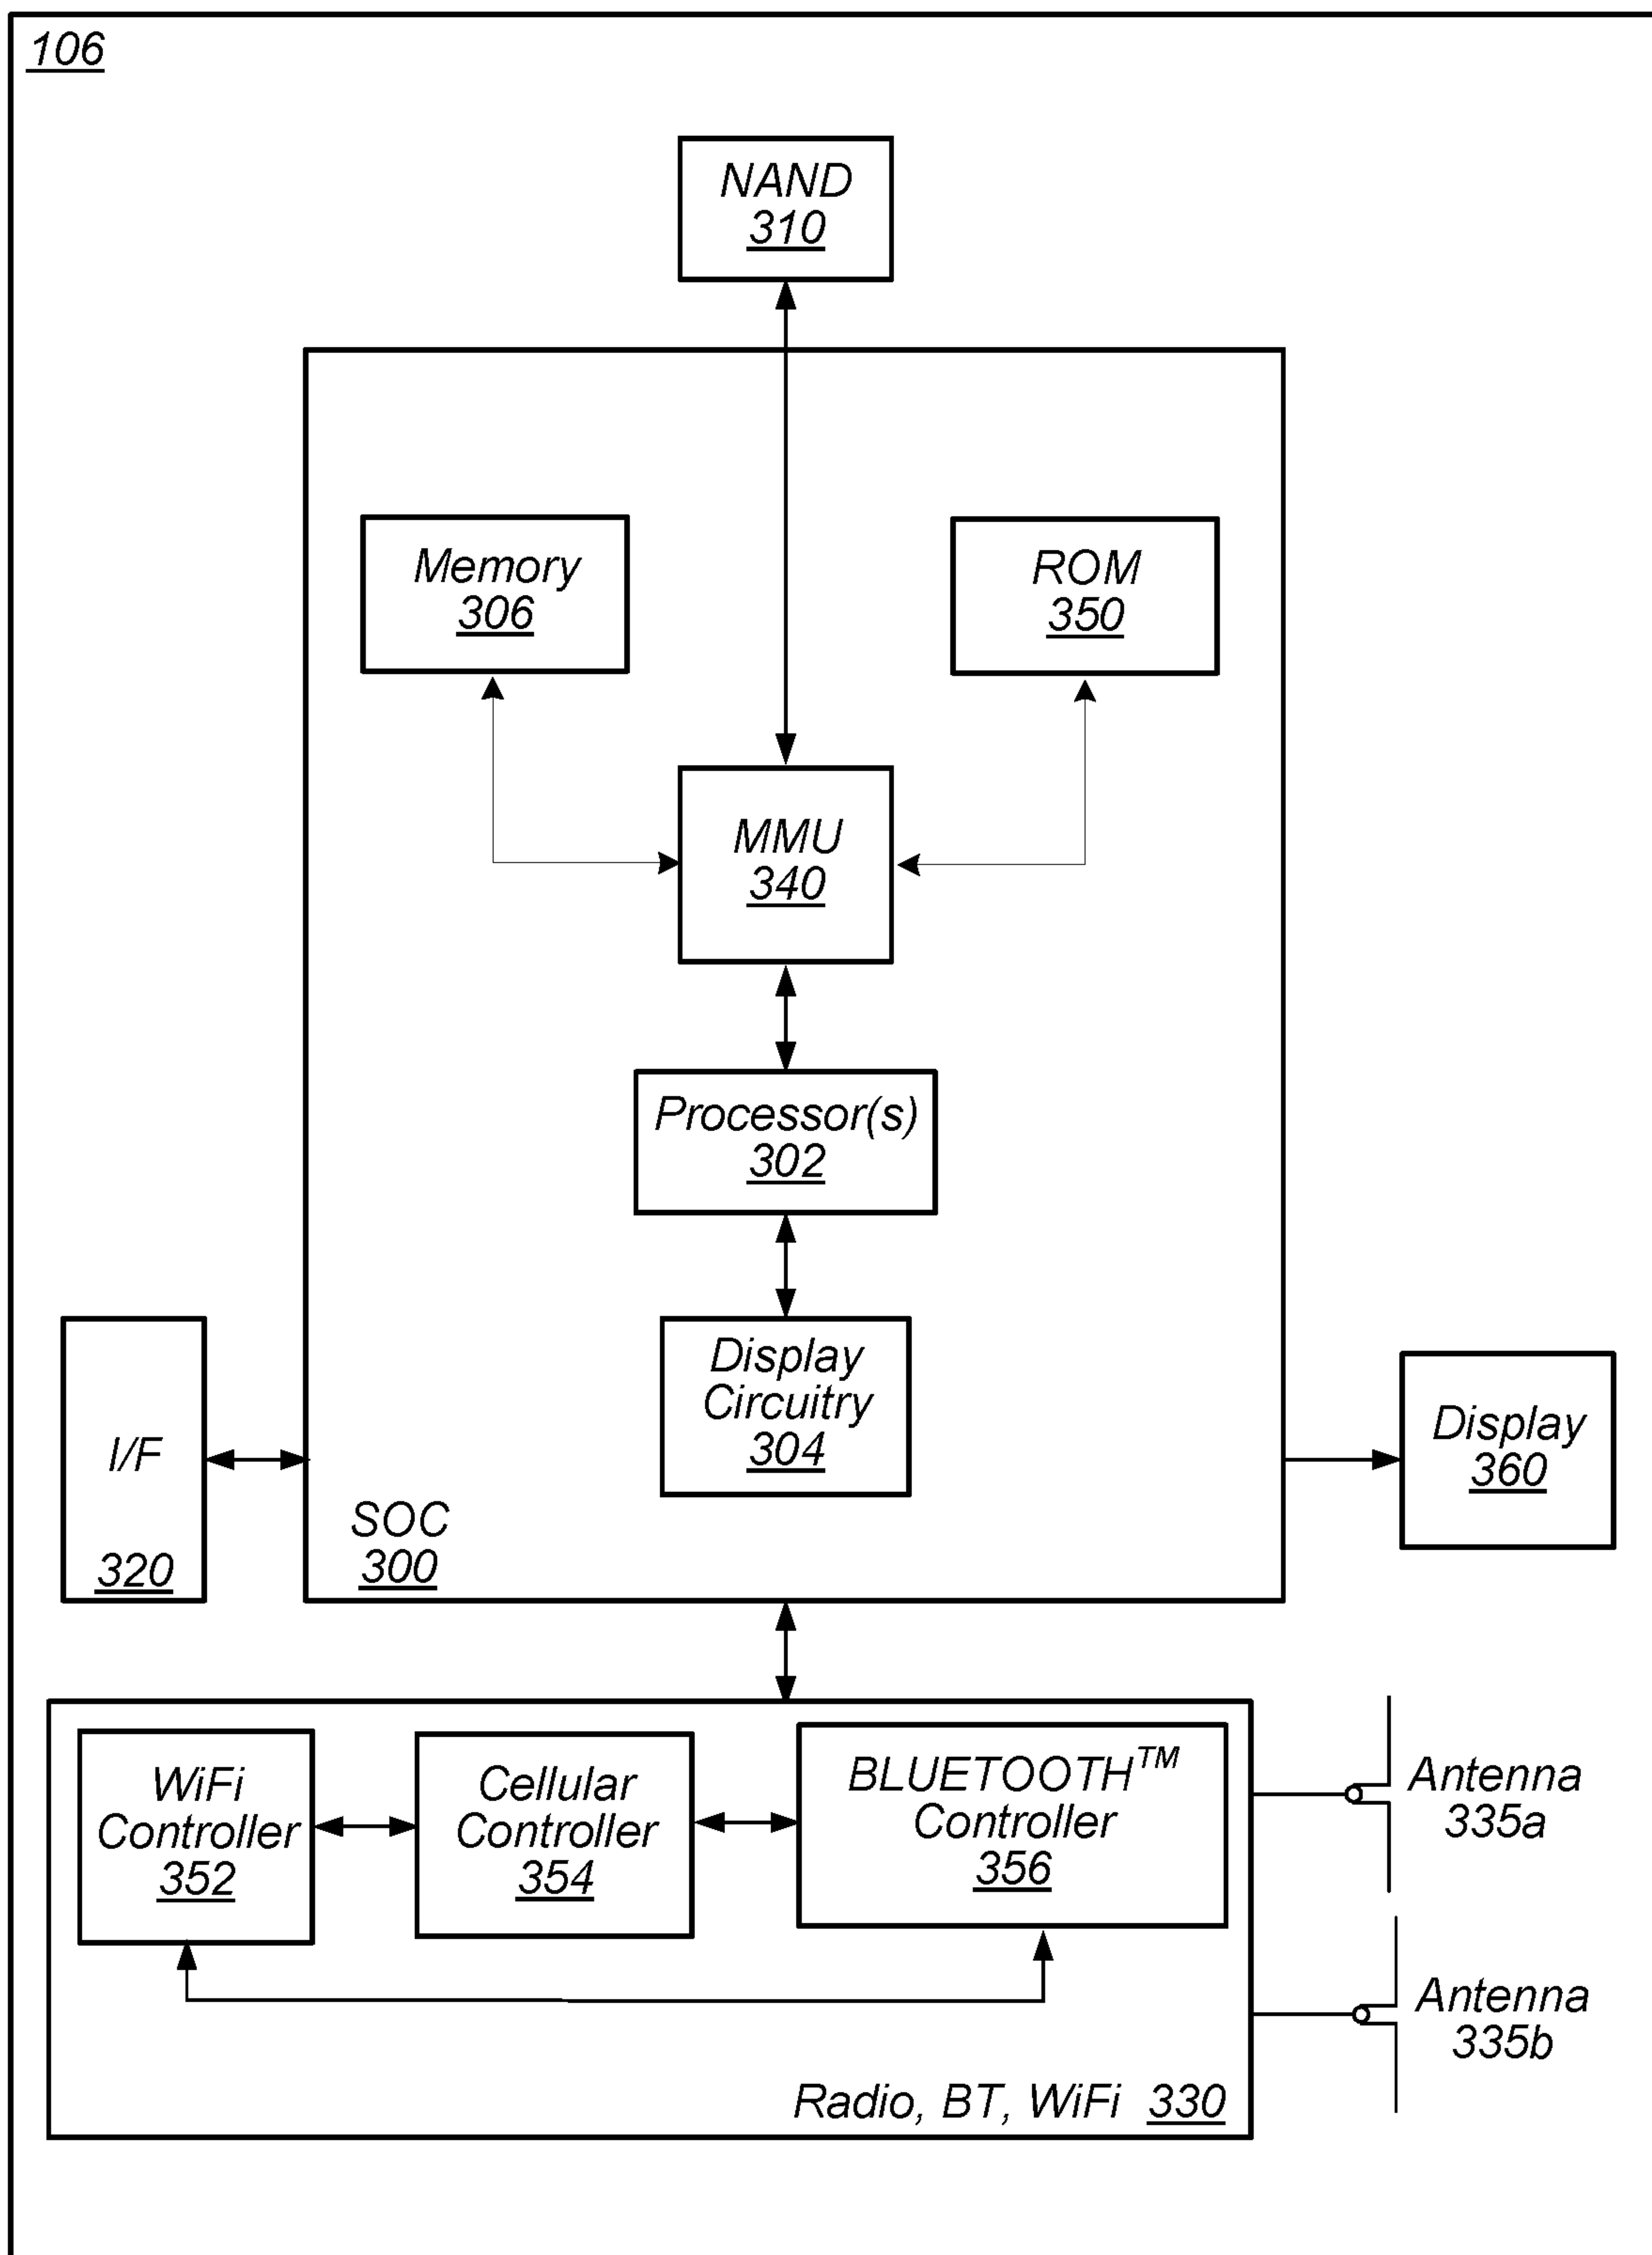 106
NAND
310
Memory
306
ROM
350
MMU
340
Processor(s)
302
Display
Circuitry
304
I/F
320
SOC
300
Display
360
WiFi
Controller
352
Cellular
Controller
354
BLUETOOTH™
Controller
356
Antenna
335a
Antenna
335b
Radio, BT, WiFi 330